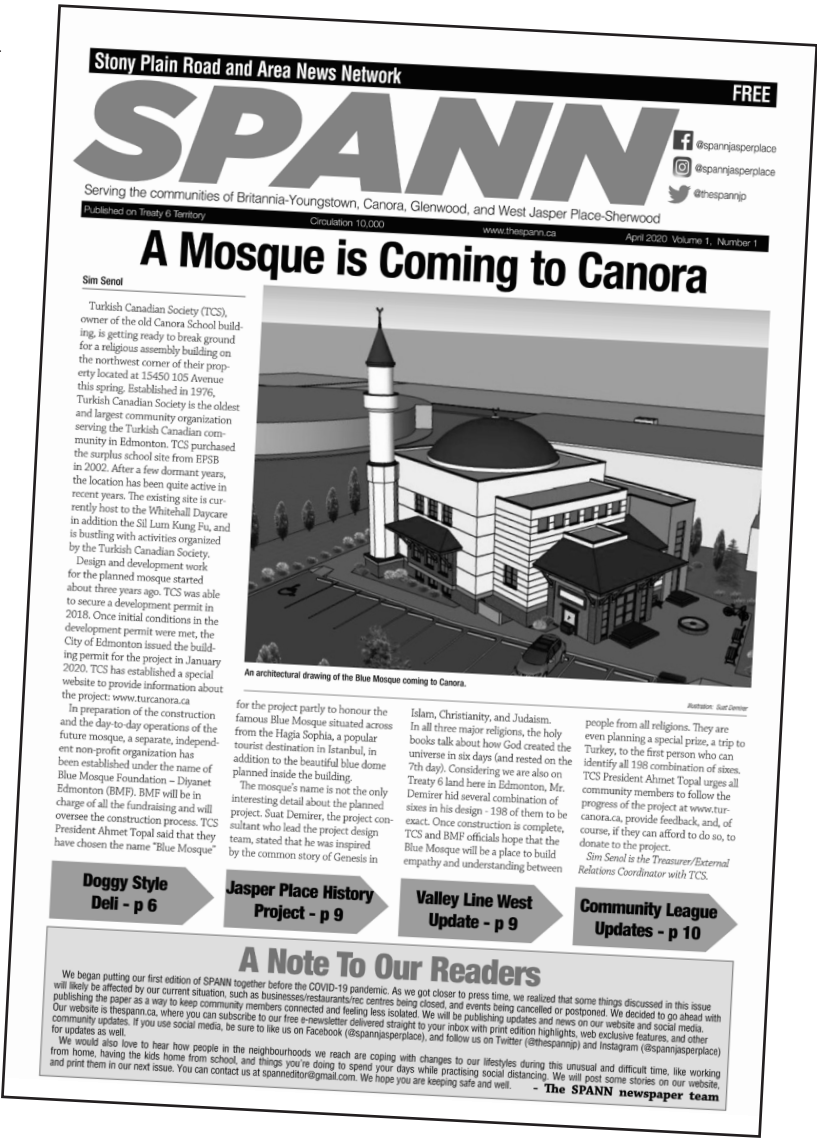 Stony Plain Road and Area News Network
FREE
SPANN
@spannjasperplace
@spannjasperplace
@thespannjp
Serving the communities of Britannia-Youngstown, Canora, Glenwood, and West Jasper Place-Sherwood
Published on Treaty 6 Territory
Circulation 10,000
www.thespann.ca
April 2020 Volume 1, Number 1
A Mosque is Coming to Canora
Sim Senol
Turkish Canadian Society (TCS),
owner of the old Canora School build-
ing, is getting ready to break ground
for a religious assembly building on
the northwest corner of their prop-
erty located at 15450 105 Avenue
this spring. Established in 1976,
Turkish Canadian Society is the oldest
and largest community organization
serving the Turkish Canadian com-
munity in Edmonton. TCS purchased
the surplus school site from EPSB
in 2002. After a few dormant years,
the location has been quite active in
recent years. The existing site is cur-
rently host to the Whitehall Daycare
in addition the Sil Lum Kung Fu, and
is bustling with activities organized
by the Turkish Canadian Society.
Design and development work
for the planned mosque started
about three years ago. TCS was able
to secure a development permit in
2018. Once initial conditions in the
development permit were met, the
City of Edmonton issued the build-
ing permit for the project in January
2020. TCS has established a special
website to provide information about
the project: www.turcanora.ca
In preparation of the construction
and the day-to-day operations of the
future mosque, a separate, independ-
ent non-profit organization has
been established under the name of
Blue Mosque Foundation – Diyanet
Edmonton (BMF). BMF will be in
charge of all the fundraising and will
oversee the construction process. TCS
President Ahmet Topal said that they
have chosen the name "Blue Mosque"
An architectural drawing of the Blue Mosque coming to Canora.
Illustration: Suat Demirer
for the project partly to honour the
famous Blue Mosque situated across
from the Hagia Sophia, a popular
tourist destination in Istanbul, in
addition to the beautiful blue dome
planned inside the building.
The mosque's name is not the only
interesting detail about the planned
project. Suat Demirer, the project con-
sultant who lead the project design
team, stated that he was inspired
by the common story of Genesis in
Islam, Christianity, and Judaism.
In all three major religions, the holy
books talk about how God created the
universe in six days (and rested on the
7th day). Considering we are also on
Treaty 6 land here in Edmonton, Mr.
Demirer hid several combination of
sixes in his design - 198 of them to be
exact. Once construction is complete,
TCS and BMF officials hope that the
Blue Mosque will be a place to build
empathy and understanding between
people from all religions. They are
even planning a special prize, a trip to
Turkey, to the first person who can
identify all 198 combination of sixes.
TCS President Ahmet Topal urges all
community members to follow the
progress of the project at www.tur-
canora.ca, provide feedback, and, of
course, if they can afford to do so, to
donate to the project.
Sim Senol is the Treasurer/External
Relations Coordinator with TCS.
Doggy Style
Deli - p 6
Jasper Place History
Project - p 9
Valley Line West
Update - p 9
Community League
Updates - p 10
A Note To Our Readers
We began putting our first edition of SPANN together before the COVID-19 pandemic. As we got closer to press time, we realized that some things discussed in this issue
will likely be affected by our current situation, such as businesses/restaurants/rec centres being closed, and events being cancelled or postponed. We decided to go ahead with
publishing the paper as a way to keep community members connected and feeling less isolated. We will be publishing updates and news on our website and social media.
Our website is thespann.ca, where you can subscribe to our free e-newsletter delivered straight to your inbox with print edition highlights, web exclusive features, and other
community updates. If you use social media, be sure to like us on Facebook (@spannjasperplace), and follow us on Twitter (@thespannjp) and Instagram (@spannjasperplace)
for updates as well.
We would also love to hear how people in the neighbourhoods we reach are coping with changes to our lifestyles during this unusual and difficult time, like working
from home, having the kids home from school, and things you're doing to spend your days while practising social distancing. We will post some stories on our website,
and print them in our next issue. You can contact us at spanneditor@gmail.com. We hope you are keeping safe and well.
- The SPANN newspaper team